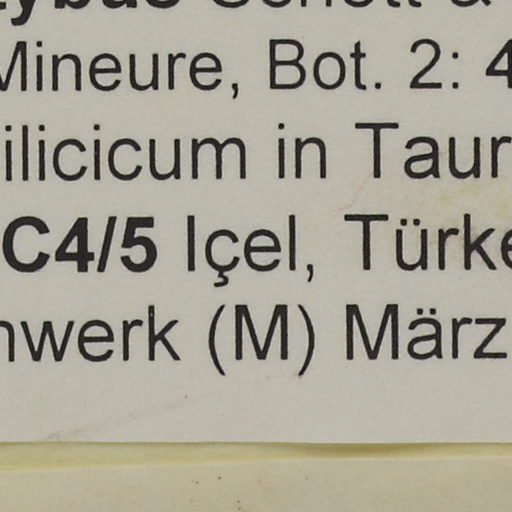 Mineure, Bot. 2: 4
ilicicum in Taur
C4/5 Içel, Türke
nwerk (M) März